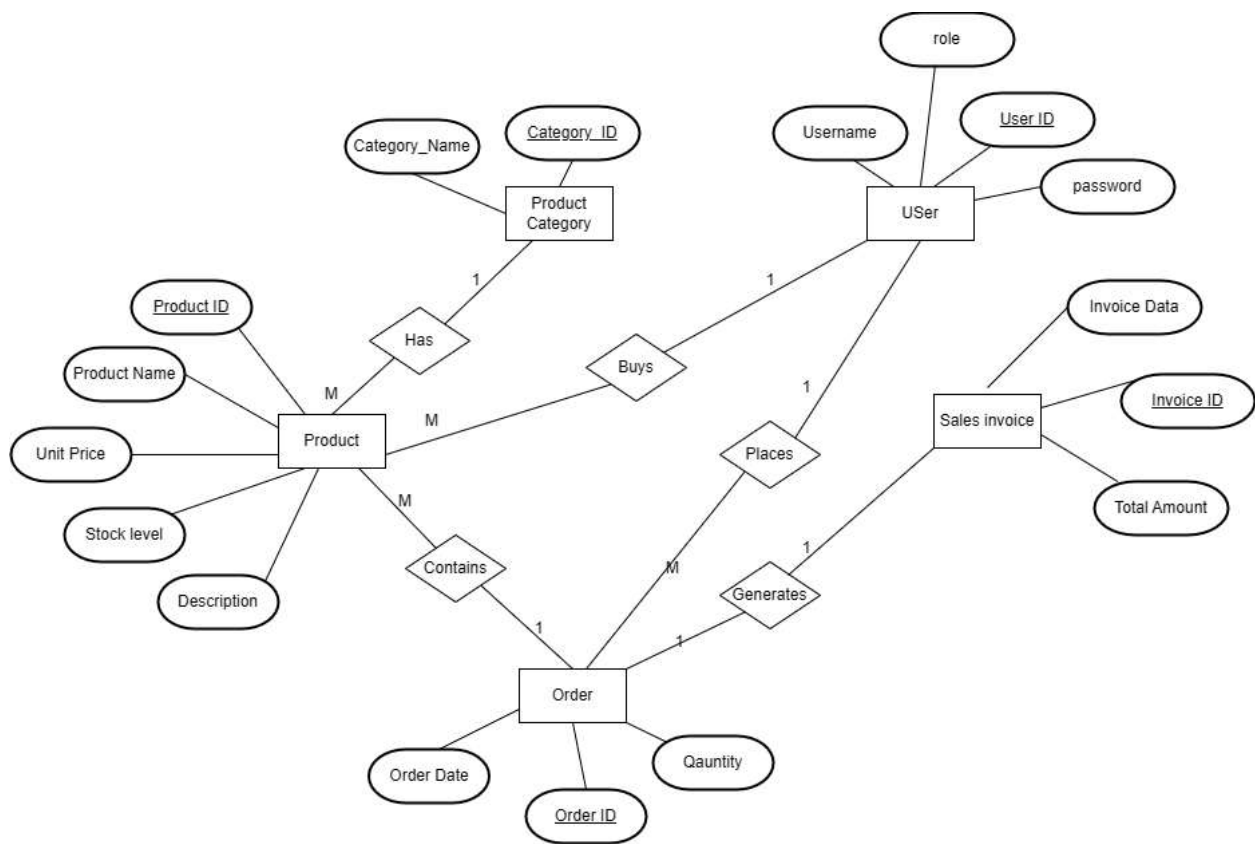 role
Category_ID
User ID
Username
Category_Name
password
Product
Category
USer
1
1
Product ID
Invoice Data
Has
Buys
Product Name
M
1
Invoice ID
M
Sales invoice
Product
Unit Price
Places
M
Total Amount
Stock level
1
Contains
M
Generates
Description
1
1
Order
Qauntity
Order Date
Order ID